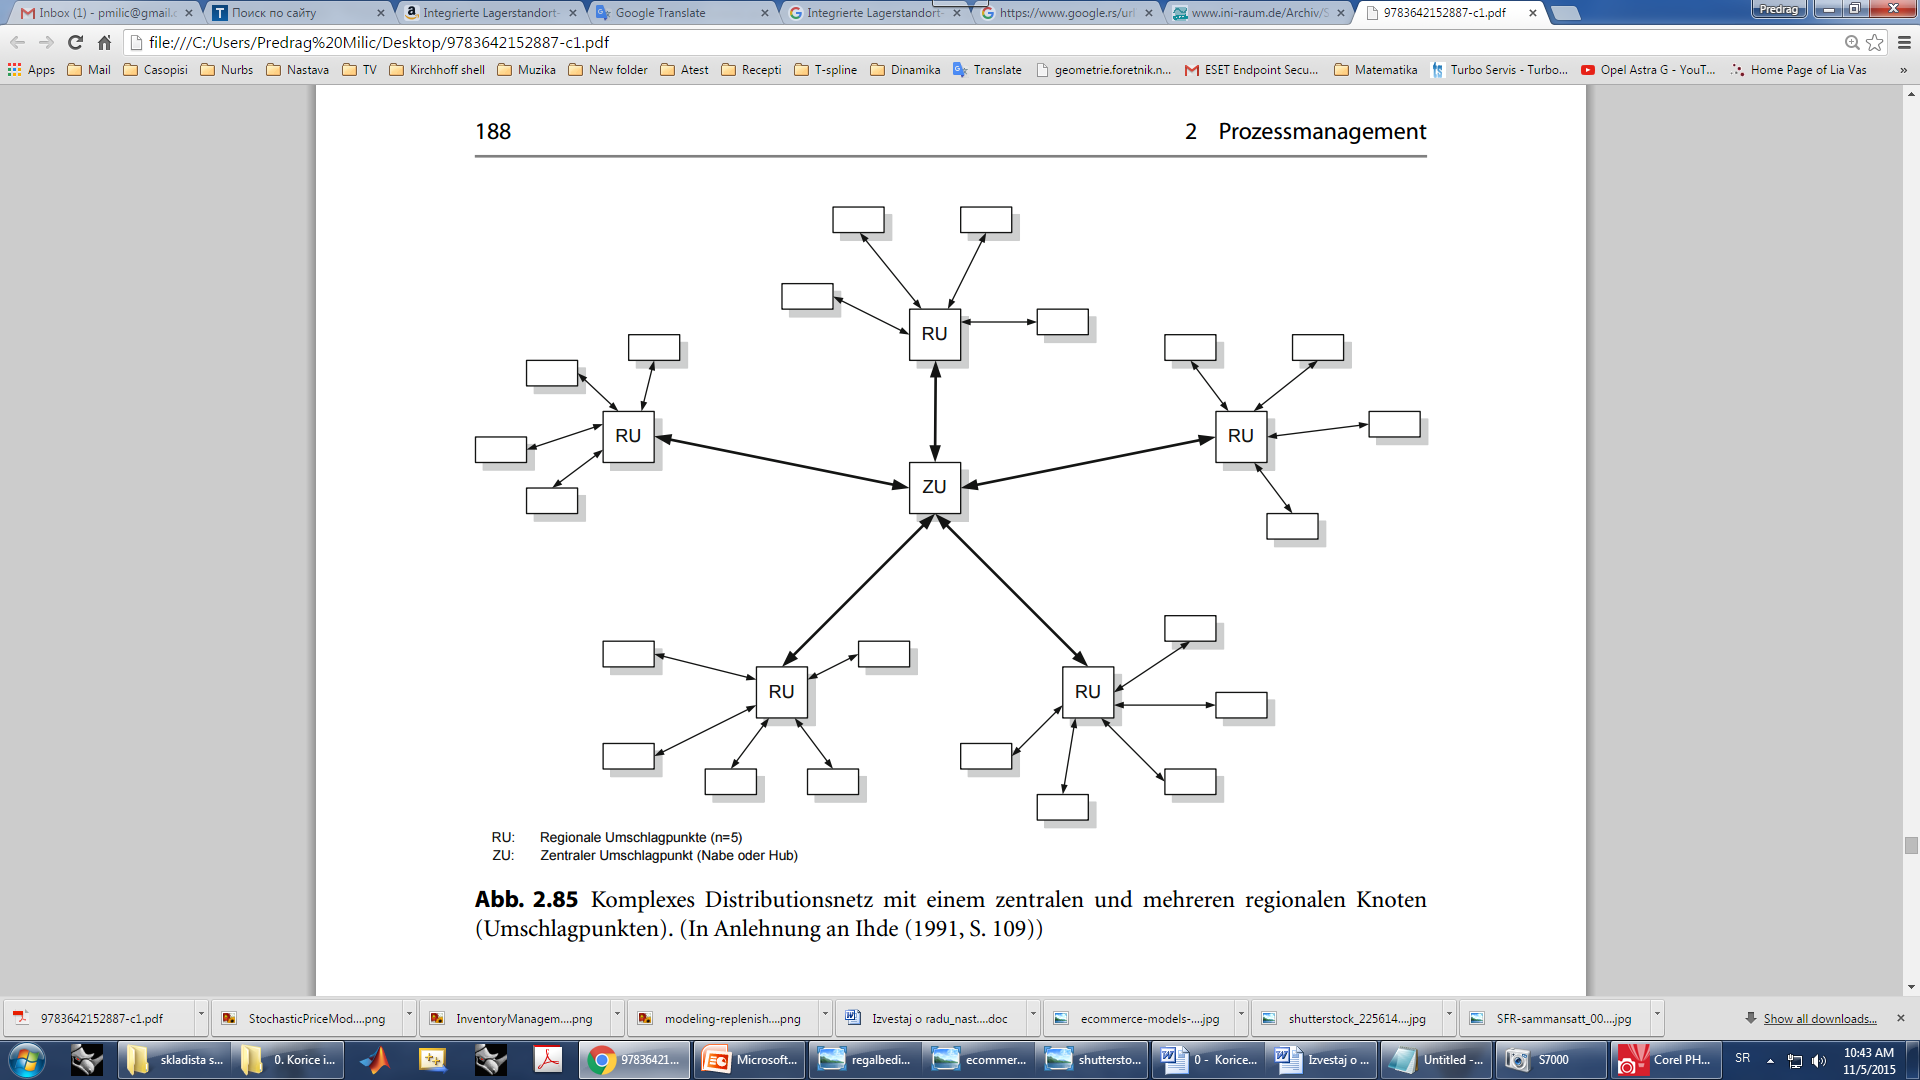 Inbox (1) - pmilic@gmail.c
Поиск по сайту
Integrierte Lagerstandort-
Google Translate
Integrierte Lagerstandort-
https://www.google.rs/url
www.ini-raum.de/Archiv/S
9783642152887-c1.pdf
Predrag
file:///C:/Users/Predrag%20Milic/Desktop/9783642152887-c1.pdf
Apps
Mail
Casopisi
Nurbs
Nastava
TV
Kirchhoff shell
Muzika
New folder
Atest
Recepti
T-spline
Dinamika
Translate
geometrie.foretnik.n...
ESET Endpoint Secu...
Matematika
Turbo Servis - Turbo...
Opel Astra G - YouT...
Home Page of Lia Vas
»
188
2 Prozessmanagement
RU
RU
RU
ZU
RU
RU
RU: Regionale Umschlagpunkte (n=5)
ZU: Zentraler Umschlagpunkt (Nabe oder Hub)
Abb. 2.85 Komplexes Distributionsnetz mit einem zentralen und mehreren regionalen Knoten
(Umschlagpunkten). (In Anlehnung an Ihde (1991, S. 109))
9783642152887-c1.pdf
StochasticPriceMod....png
InventoryManagem....png
modeling-replenish....png
Izvestaj o radu_nast....doc
ecommerce-models-....jpg
shutterstock_225614....jpg
SFR-sammansatt_00....jpg
Show all downloads...
skladista s...
0. Korice i...
97836421...
Microsoft...
regalbedi...
ecommer...
shuttersto...
0 - Korice...
Izvestaj o ...
Untitled -...
S7000
Corel PH...
SR
10:43 AM
11/5/2015